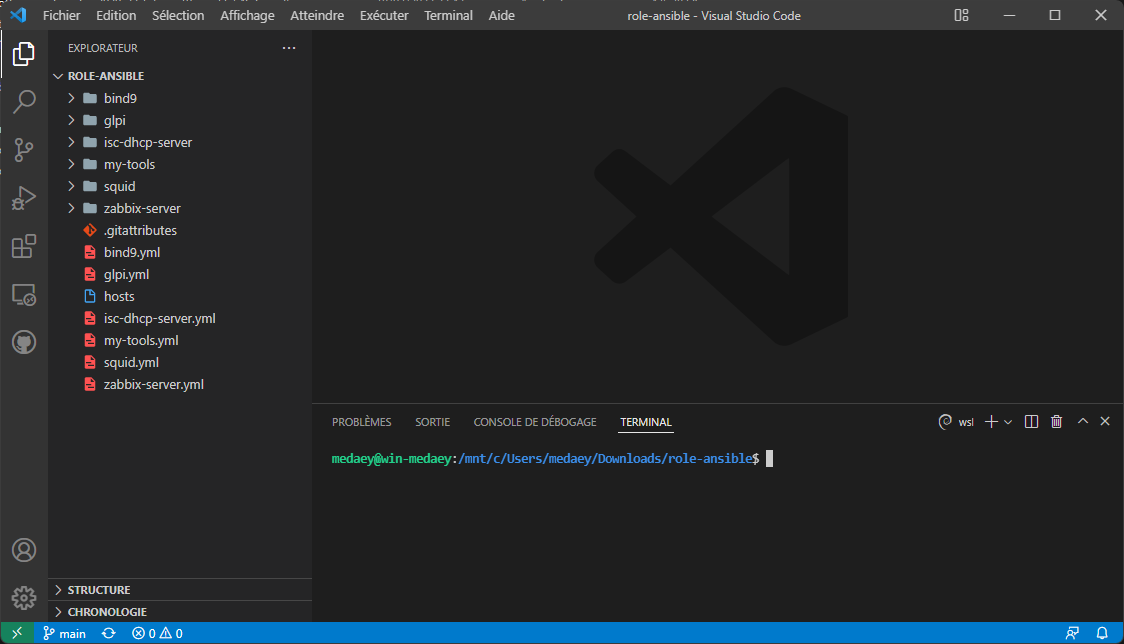 Fichier Edition Sélection Affichage Atteindre Exécuter Terminal Aide role-ansible - Visual Studio Code
EXPLORATEUR
ROLE-ANSIBLE
bind9
glpi
isc-dhcp-server
my-tools
squid
zabbix-server
.gitattributes
bind9.yml
glpi.yml
hosts
isc-dhcp-server.yml
my-tools.yml
squid.yml
zabbix-server.yml
PROBLÈMES SORTIE CONSOLE DE DÉBOGAGE TERMINAL wsl
medaey@win-medaey:/mnt/c/Users/medaey/Downloads/role-ansible$
STRUCTURE
CHRONOLOGIE
main 0 0